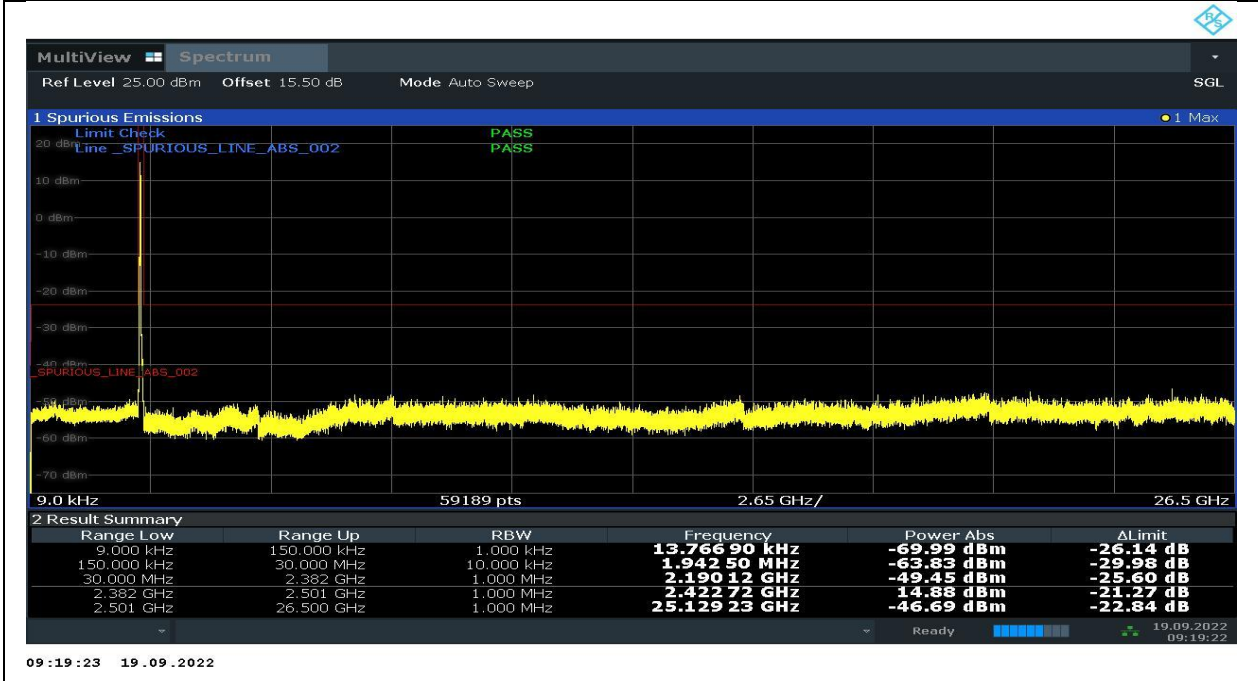 R&S
MultiView Spectrum
Ref Level 25.00 dBm Offset 15.50 dB Mode Auto Sweep SGL
1 Spurious Emissions 1 Max
Limit Check PASS
20 dBm
Line _SPURIOUS_LINE_ABS_002 PASS
10 dBm
0 dBm
-10 dBm
-20 dBm
-30 dBm
-40 dBm
_SPURIOUS_LINE_ABS_002
-50 dBm
-60 dBm
-70 dBm
9.0 kHz 59189 pts 2.65 GHz/ 26.5 GHz
2 Result Summary
Range Low Range Up RBW Frequency Power Abs ΔLimit
9.000 kHz 150.000 kHz 1.000 kHz 13.766 90 kHz -69.99 dBm -26.14 dB
150.000 kHz 30.000 MHz 10.000 kHz 1.942 50 MHz -63.83 dBm -29.98 dB
30.000 MHz 2.382 GHz 1.000 MHz 2.190 12 GHz -49.45 dBm -25.60 dB
2.382 GHz 2.501 GHz 1.000 MHz 2.422 72 GHz 14.88 dBm -21.27 dB
2.501 GHz 26.500 GHz 1.000 MHz 25.129 23 GHz -46.69 dBm -22.84 dB
Ready 19.09.2022
09:19:22
09:19:23 19.09.2022